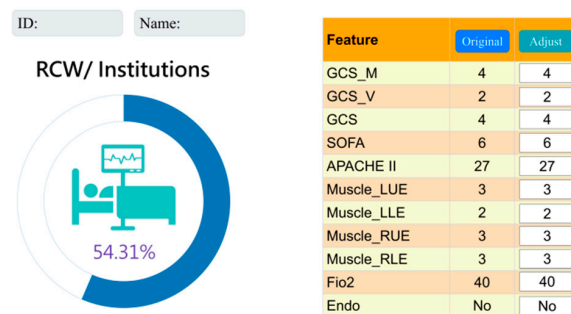 ID:
Name:
RCW/ Institutions
54.31%
Feature Original Adjust
GCS_M 4 4
GCS_V 2 2
GCS 4 4
SOFA 6 6
APACHE II 27 27
Muscle_LUE 3 3
Muscle_LLE 2 2
Muscle_RUE 3 3
Muscle_RLE 3 3
Fio2 40 40
Endo No No